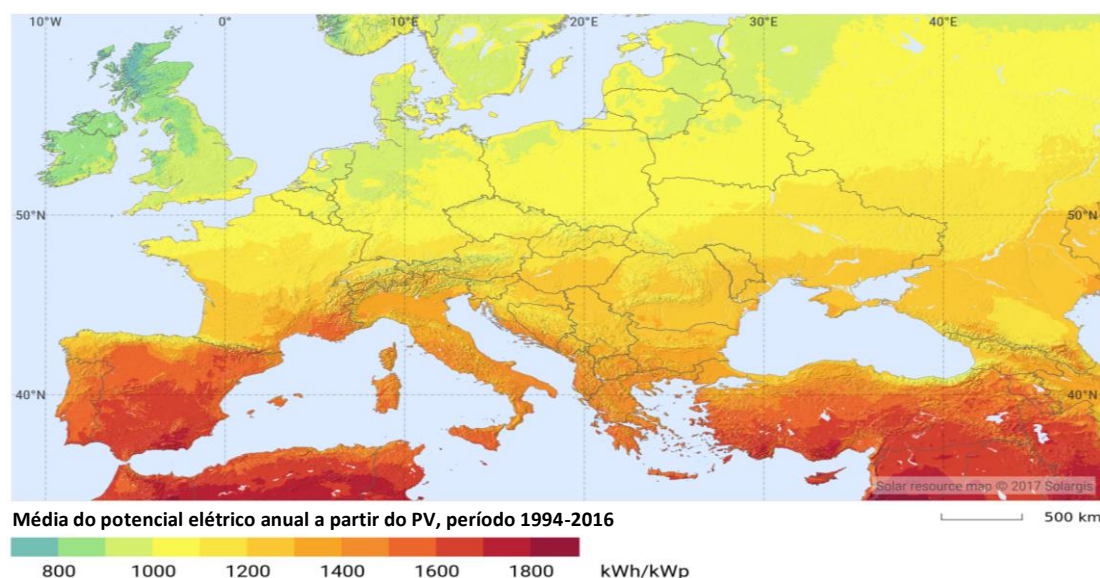 10°W 0° 10°E 20°E 30°E 40°E
50°N 50°N
40°N 40°N
Solar resource map © 2017 Solargis
Média do potencial elétrico anual a partir do PV, período 1994-2016
500 km
800 1000 1200 1400 1600 1800 kWh/kWp